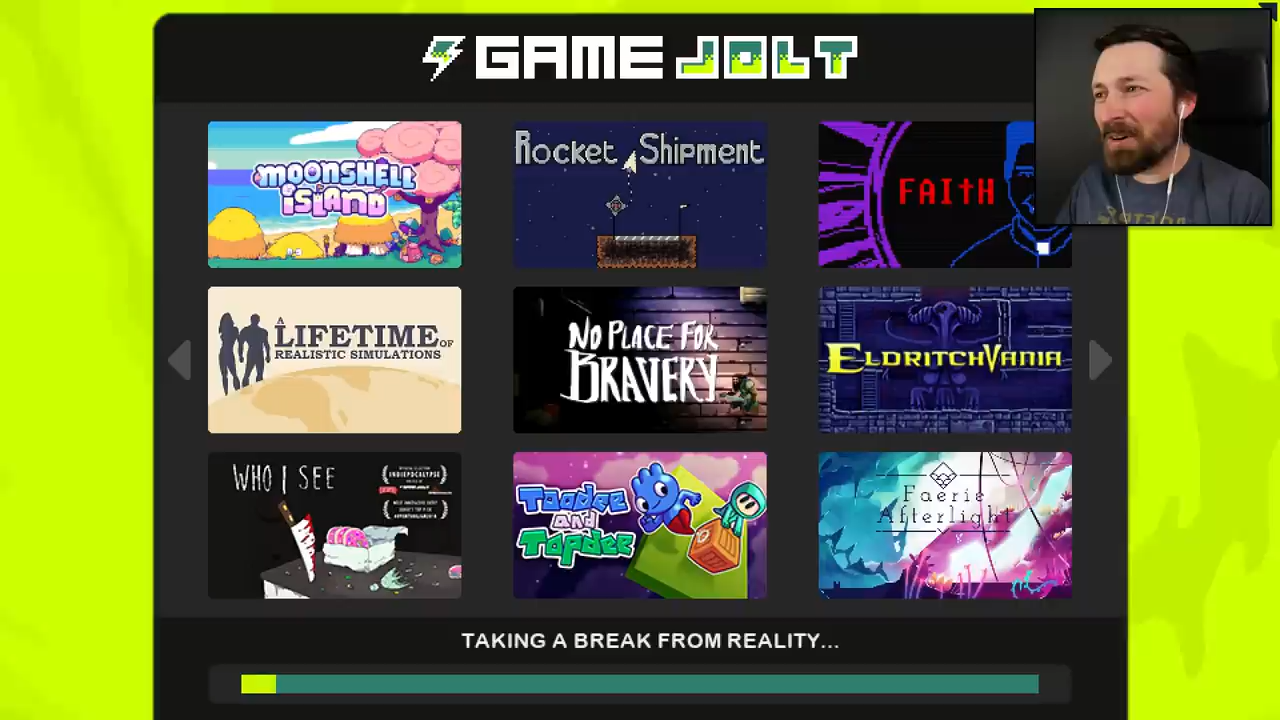 GAME JOLT
MOONSHELL
ISLAND
Rocket Shipment
FAITH
A LIFETIME OF
REALISTIC SIMULATIONS
NO PLACE FOR
BRAVERY
ELDRITCHVANIA
WHO I SEE
INDIEPOCALYPSE
Toodee
and
Topdee
Faerie
Afterlight
TAKING A BREAK FROM REALITY...